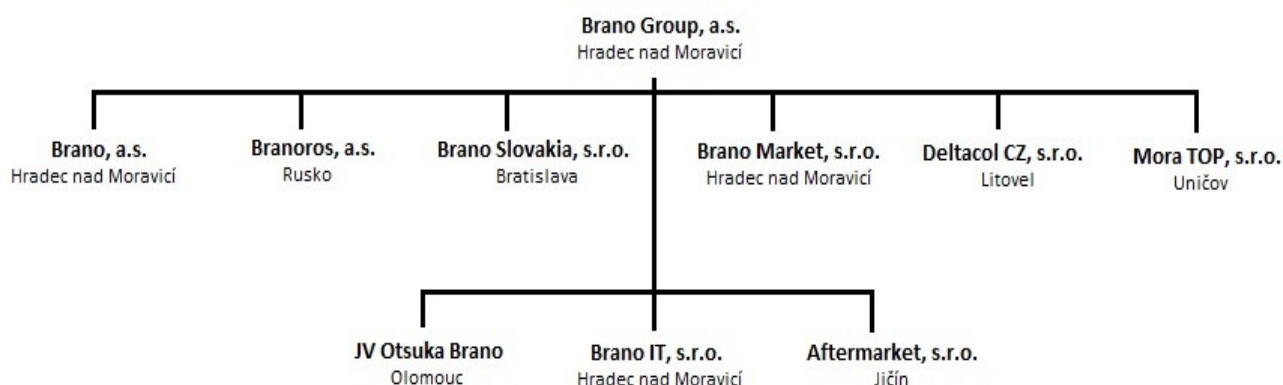 Brano Group, a.s.
Hradec nad Moravicí
Brano, a.s.
Hradec nad Moravicí
Branoros, a.s.
Rusko
Brano Slovakia, s.r.o.
Bratislava
Brano Market, s.r.o.
Hradec nad Moravicí
Deltacol CZ, s.r.o.
Litovel
Mora TOP, s.r.o.
Uničov
JV Otsuka Brano
Olomouc
Brano IT, s.r.o.
Hradec nad Moravicí
Aftermarket, s.r.o.
Jičín